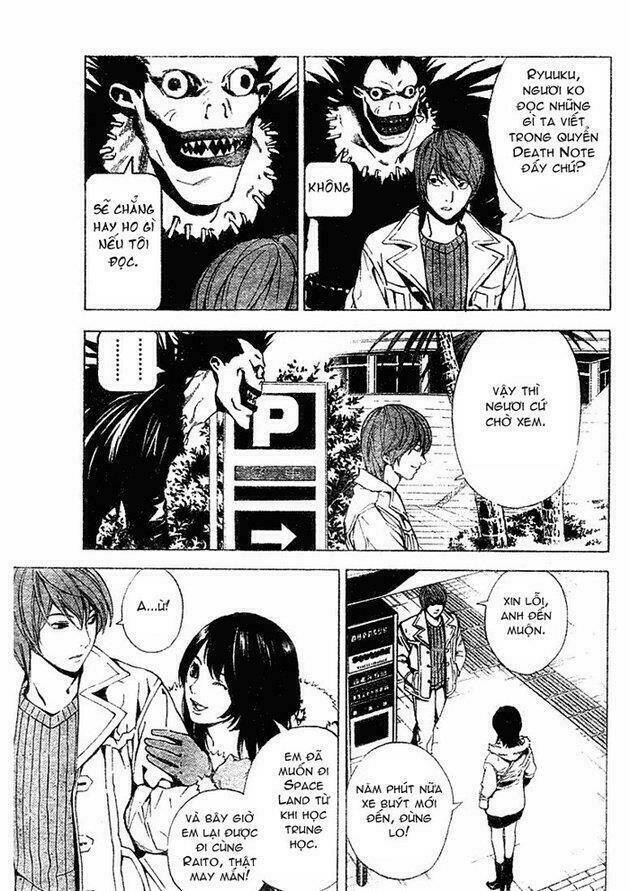 RYUUKU,
NGƯƠI KO
ĐỌC NHỮNG
GÌ TA VIẾT
TRONG QUYỂN
DEATH NOTE
ĐẤY CHỨ?
KHÔNG
SẼ CHẲNG
HAY HO GÌ
NẾU TÔI
ĐỌC.
VẬY THÌ
NGƯƠI CỨ
CHỜ XEM.
P
XIN LỖI,
ANH ĐẾN
MUỘN.
NĂM PHÚT NỮA
XE BUÝT MỚI
ĐẾN, ĐỪNG
LO!
A...Ừ!
EM ĐÃ
MUỐN ĐI
SPACE
LAND TỪ
KHI HỌC
TRUNG
HỌC.
VÀ BÂY GIỜ
EM LẠI ĐƯỢC
ĐI CÙNG
RAITO, THẬT
MAY MẮN!